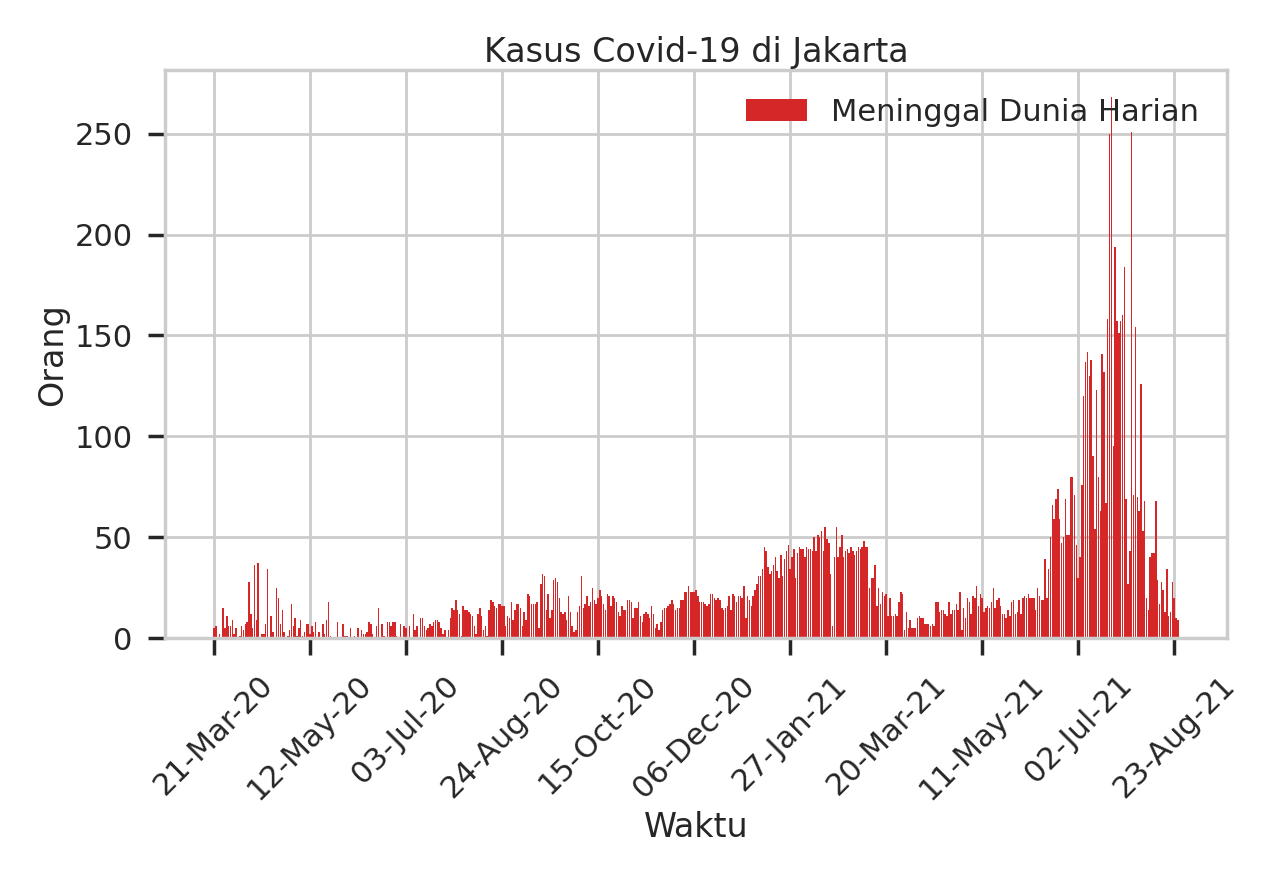 Kasus Covid-19 di Jakarta
Meninggal Dunia Harian
Orang
250
200
150
100
50
0
21-Mar-20
12-May-20
03-Jul-20
24-Aug-20
15-Oct-20
06-Dec-20
27-Jan-21
20-Mar-21
11-May-21
02-Jul-21
23-Aug-21
Waktu